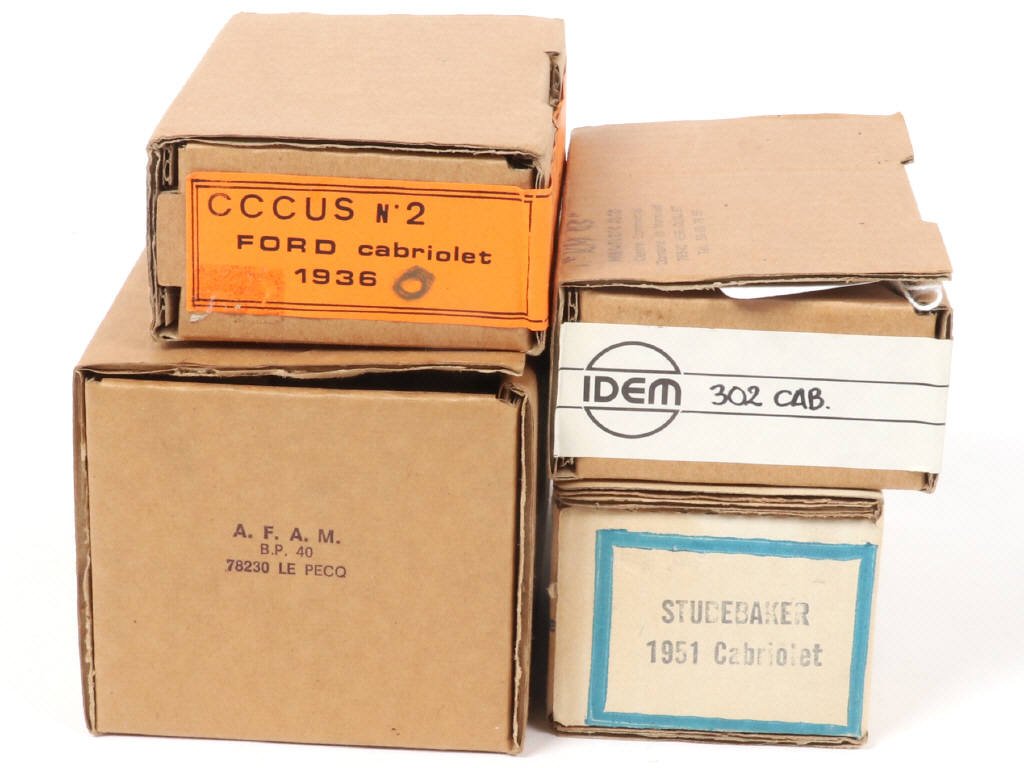 CCCUS N°2
FORD cabriolet
1936
IDEM 302 CAB.
A. F. A. M.
B.P. 40
78230 LE PECQ
STUDEBAKER
1951 Cabriolet